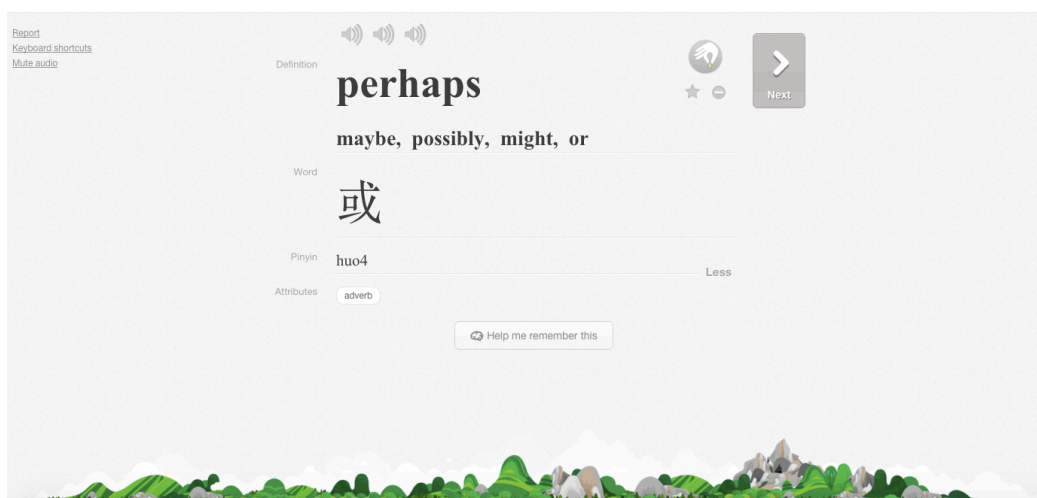 Report
Keyboard shortcuts
Mute audio
Definition
perhaps
maybe, possibly, might, or
Next
Word
或
Pinyin
huo4
Less
Attributes
adverb
Help me remember this